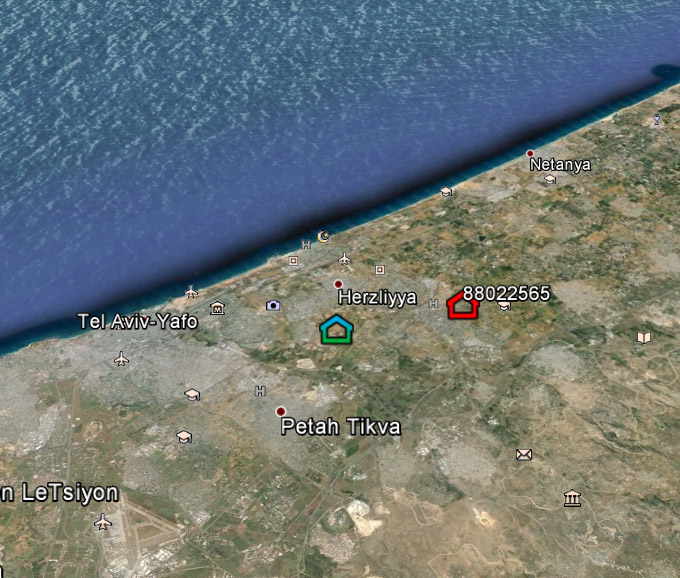 Netanya
88022565
Herzliyya
Tel Aviv-Yafo
H
H
H
Petah Tikva
n LeTsiyon